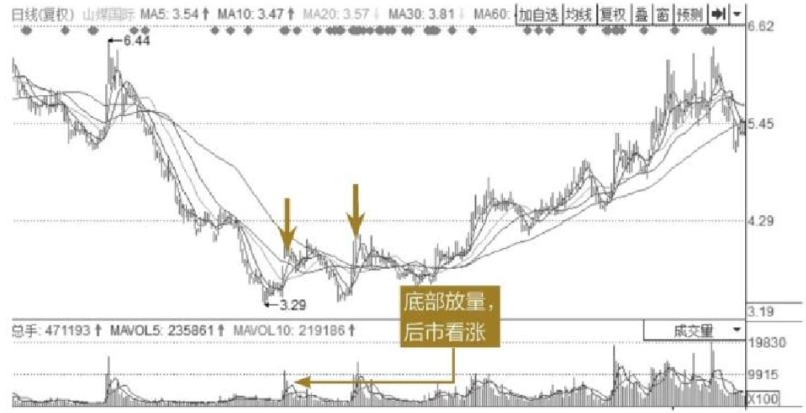 日线(复权) 山煤国际 MA5: 3.54↑ MA10: 3.47↑ MA20: 3.57↓ MA30: 3.81↓ MA60: 加自选 均线 复权 叠 窗 预测
6.62
6.44
5.45
4.29
3.29
3.19
底部放量，
后市看涨
总手: 471193↑ MAVOL5: 235861↑ MAVOL10: 219186↑ 成交量
19830
9915
X100